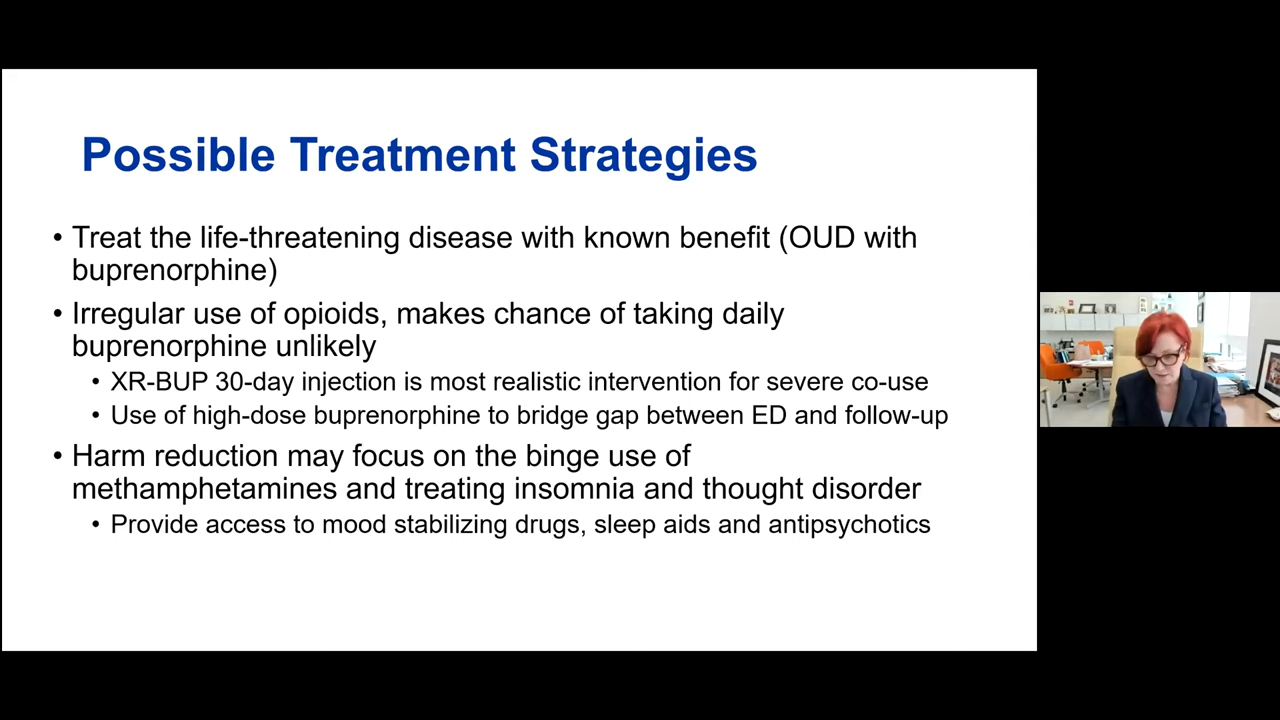 Possible Treatment Strategies
• Treat the life-threatening disease with known benefit (OUD with
buprenorphine)
• Irregular use of opioids, makes chance of taking daily
buprenorphine unlikely
• XR-BUP 30-day injection is most realistic intervention for severe co-use
• Use of high-dose buprenorphine to bridge gap between ED and follow-up
• Harm reduction may focus on the binge use of
methamphetamines and treating insomnia and thought disorder
• Provide access to mood stabilizing drugs, sleep aids and antipsychotics